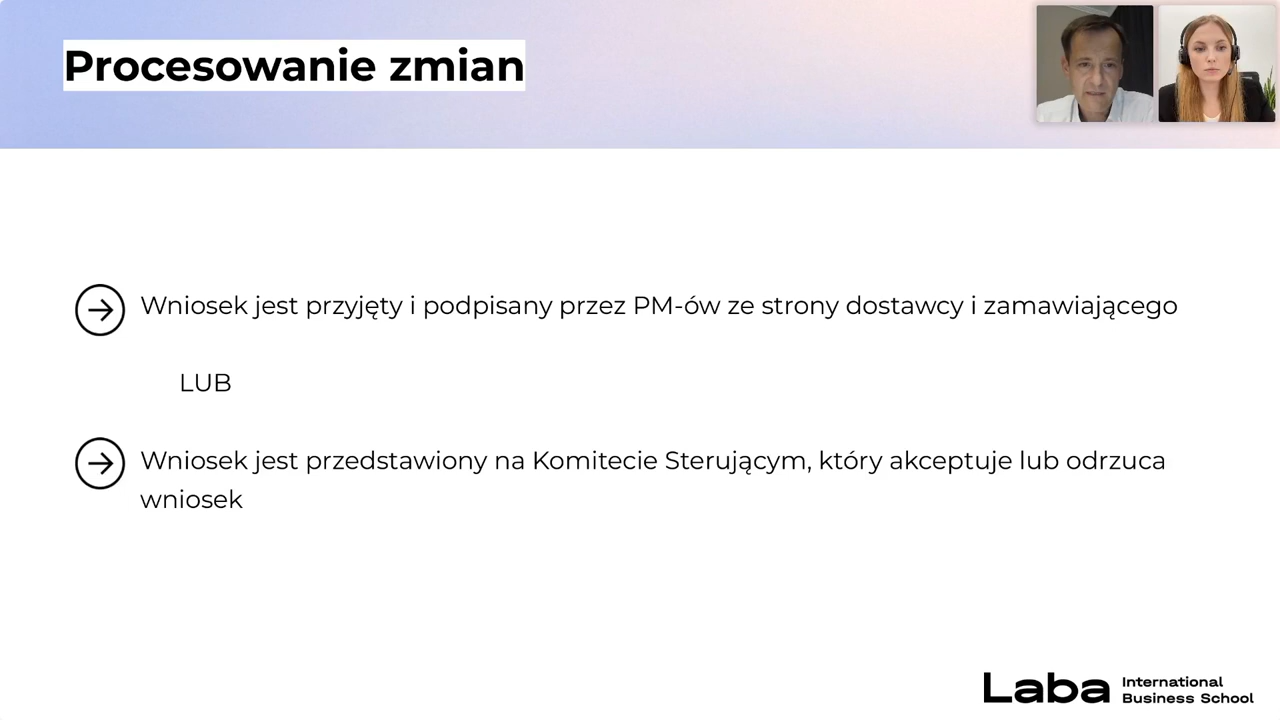 Procesowanie zmian
Wniosek jest przyjęty i podpisany przez PM-ów ze strony dostawcy i zamawiającego
LUB
Wniosek jest przedstawiony na Komitecie Sterującym, który akceptuje lub odrzuca
wniosek
Laba International
Business School